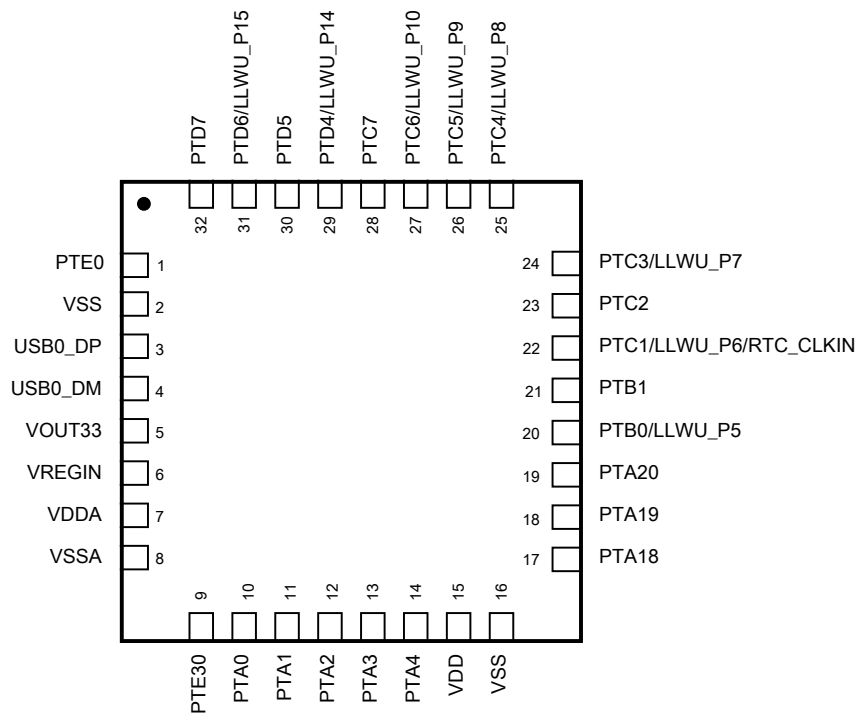 PTD7
PTD6/LLWU_P15
PTD5
PTD4/LLWU_P14
PTC7
PTC6/LLWU_P10
PTC5/LLWU_P9
PTC4/LLWU_P8
32
31
30
29
28
27
26
25
PTE0 1
VSS 2
USB0_DP 3
USB0_DM 4
VOUT33 5
VREGIN 6
VDDA 7
VSSA 8
24 PTC3/LLWU_P7
23 PTC2
22 PTC1/LLWU_P6/RTC_CLKIN
21 PTB1
20 PTB0/LLWU_P5
19 PTA20
18 PTA19
17 PTA18
9
10
11
12
13
14
15
16
PTE30
PTA0
PTA1
PTA2
PTA3
PTA4
VDD
VSS